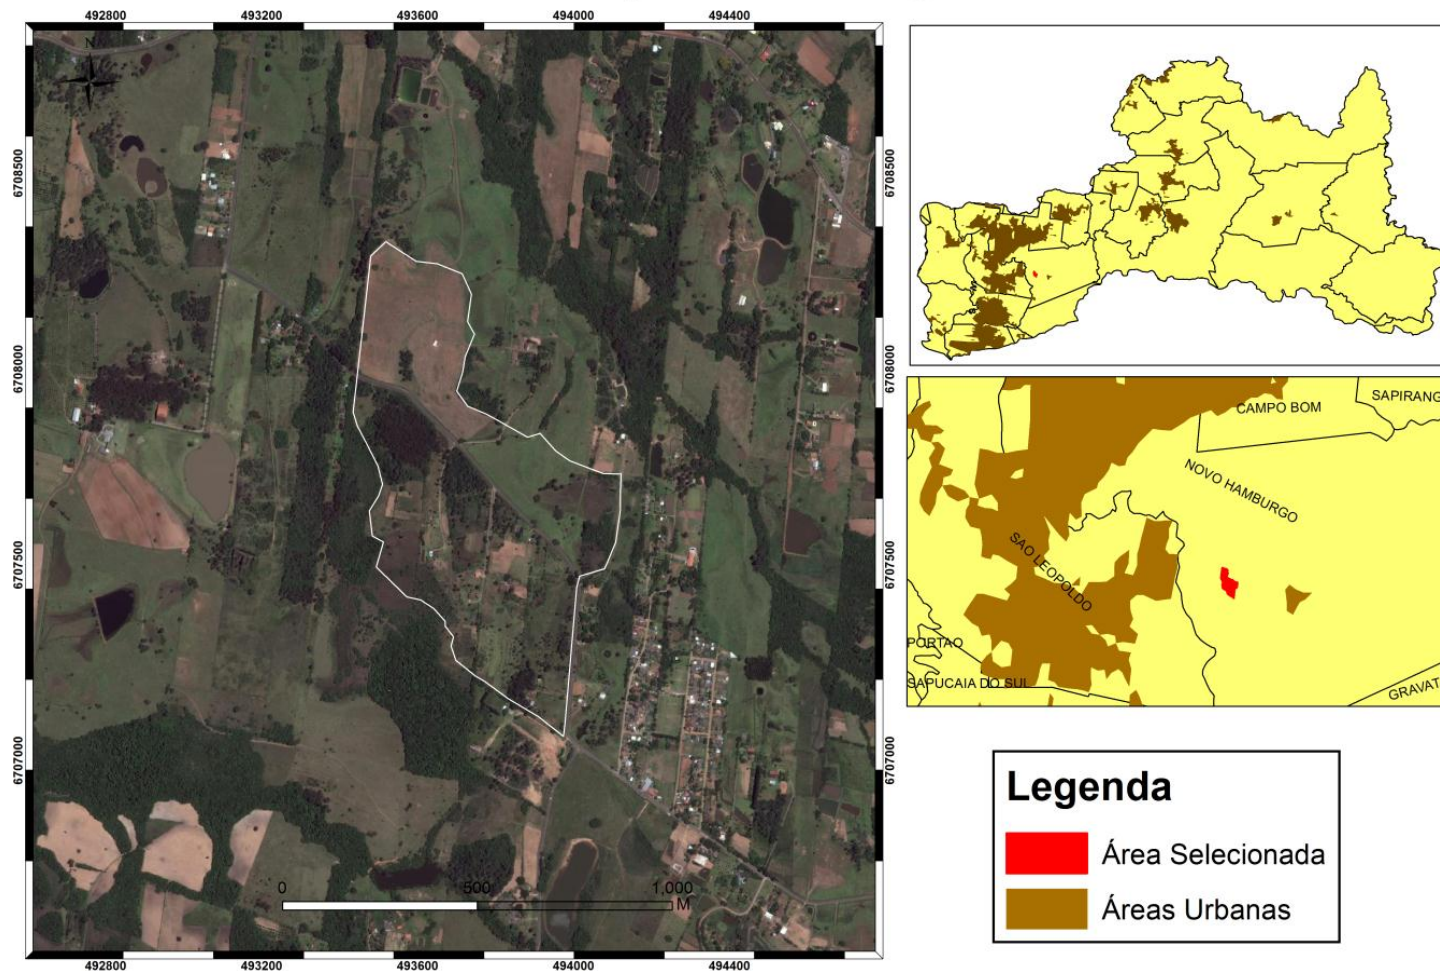 492800 493200 493600 494000 494400
N
6708500 6708500
6708000 6708000
6707500 6707500
6707000 6707000
0 500 1,000
M
492800 493200 493600 494000 494400
CAMPO BOM
SAPIRANG
NOVO HAMBURGO
SAO LEOPOLDO
PORTAO
SAPUCAIA DO SUL
GRAVAT
Legenda
Área Selecionada
Áreas Urbanas